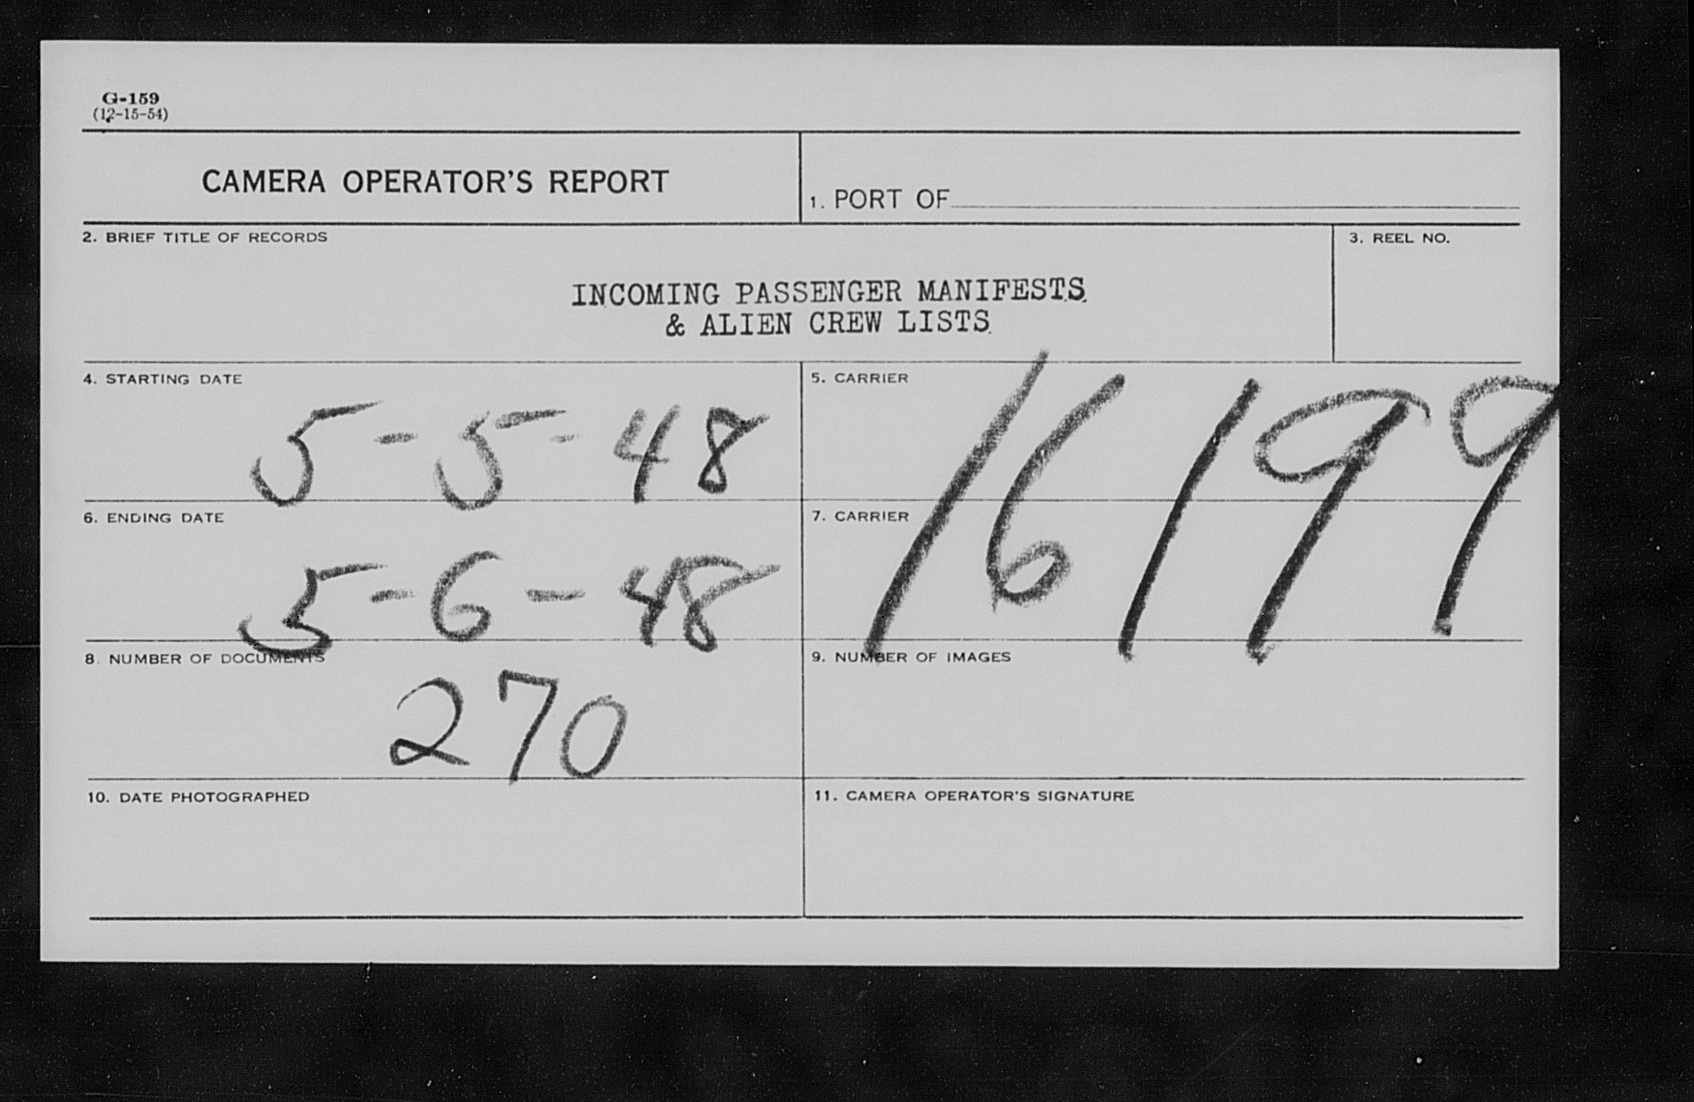 G-159
(12-15-54)
CAMERA OPERATOR'S REPORT
1. PORT OF
2. BRIEF TITLE OF RECORDS
3. REEL NO.
INCOMING PASSENGER MANIFESTS
& ALIEN CREW LISTS
4. STARTING DATE
5-5-48
5. CARRIER
16199
6. ENDING DATE
5-6-48
7. CARRIER
8. NUMBER OF DOCUMENTS
270
9. NUMBER OF IMAGES
10. DATE PHOTOGRAPHED
11. CAMERA OPERATOR'S SIGNATURE